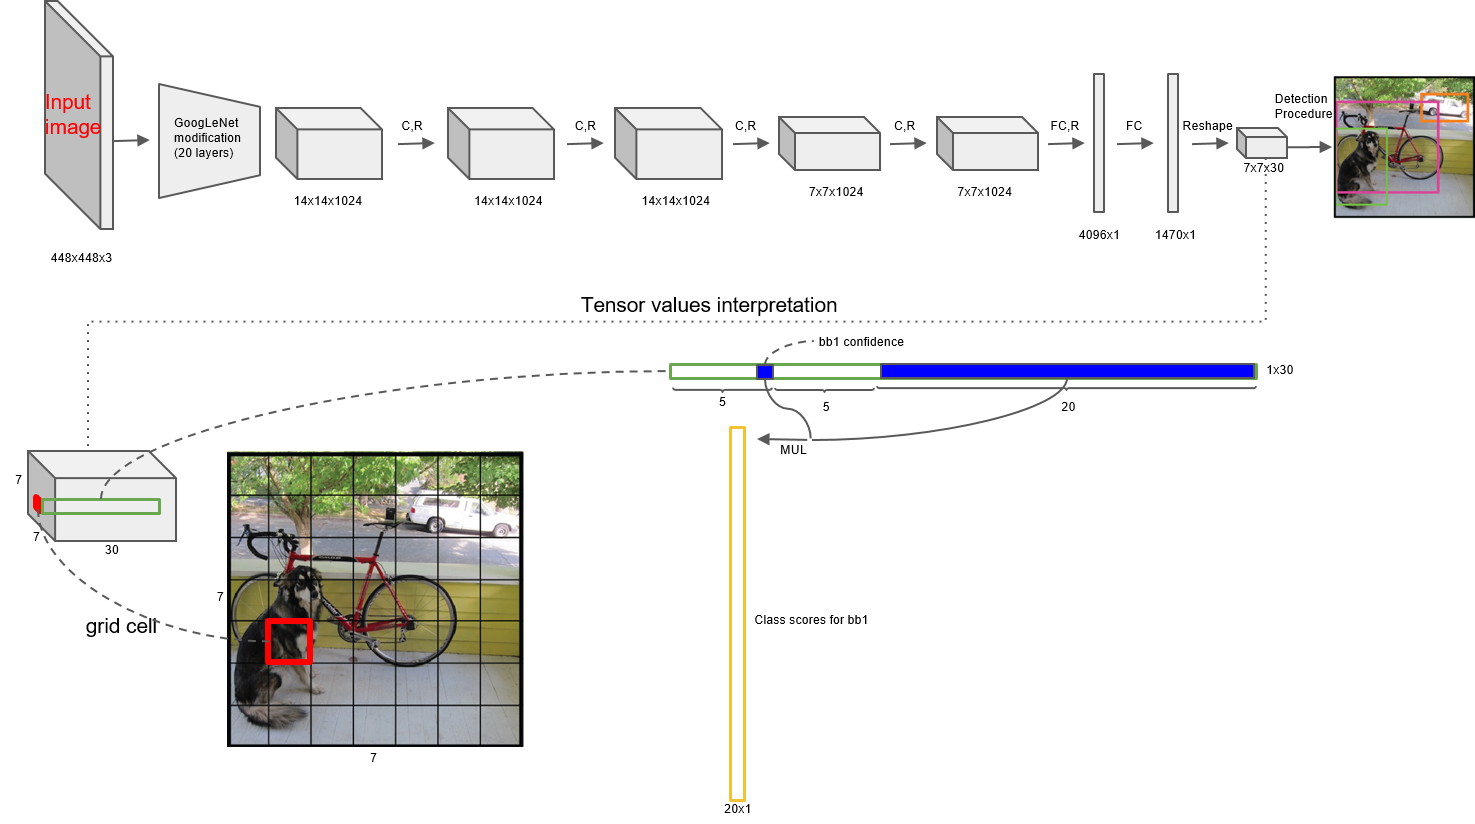 Input
image
448x448x3
GoogLeNet
modification
(20 layers)
14x14x1024
C,R
14x14x1024
C,R
14x14x1024
C,R
7x7x1024
C,R
7x7x1024
FC,R
4096x1
FC
1470x1
Reshape
7x7x30
Detection
Procedure
Tensor values interpretation
bb1 confidence
1x30
5
5
20
MUL
7
7
30
grid cell
7
7
Class scores for bb1
20x1